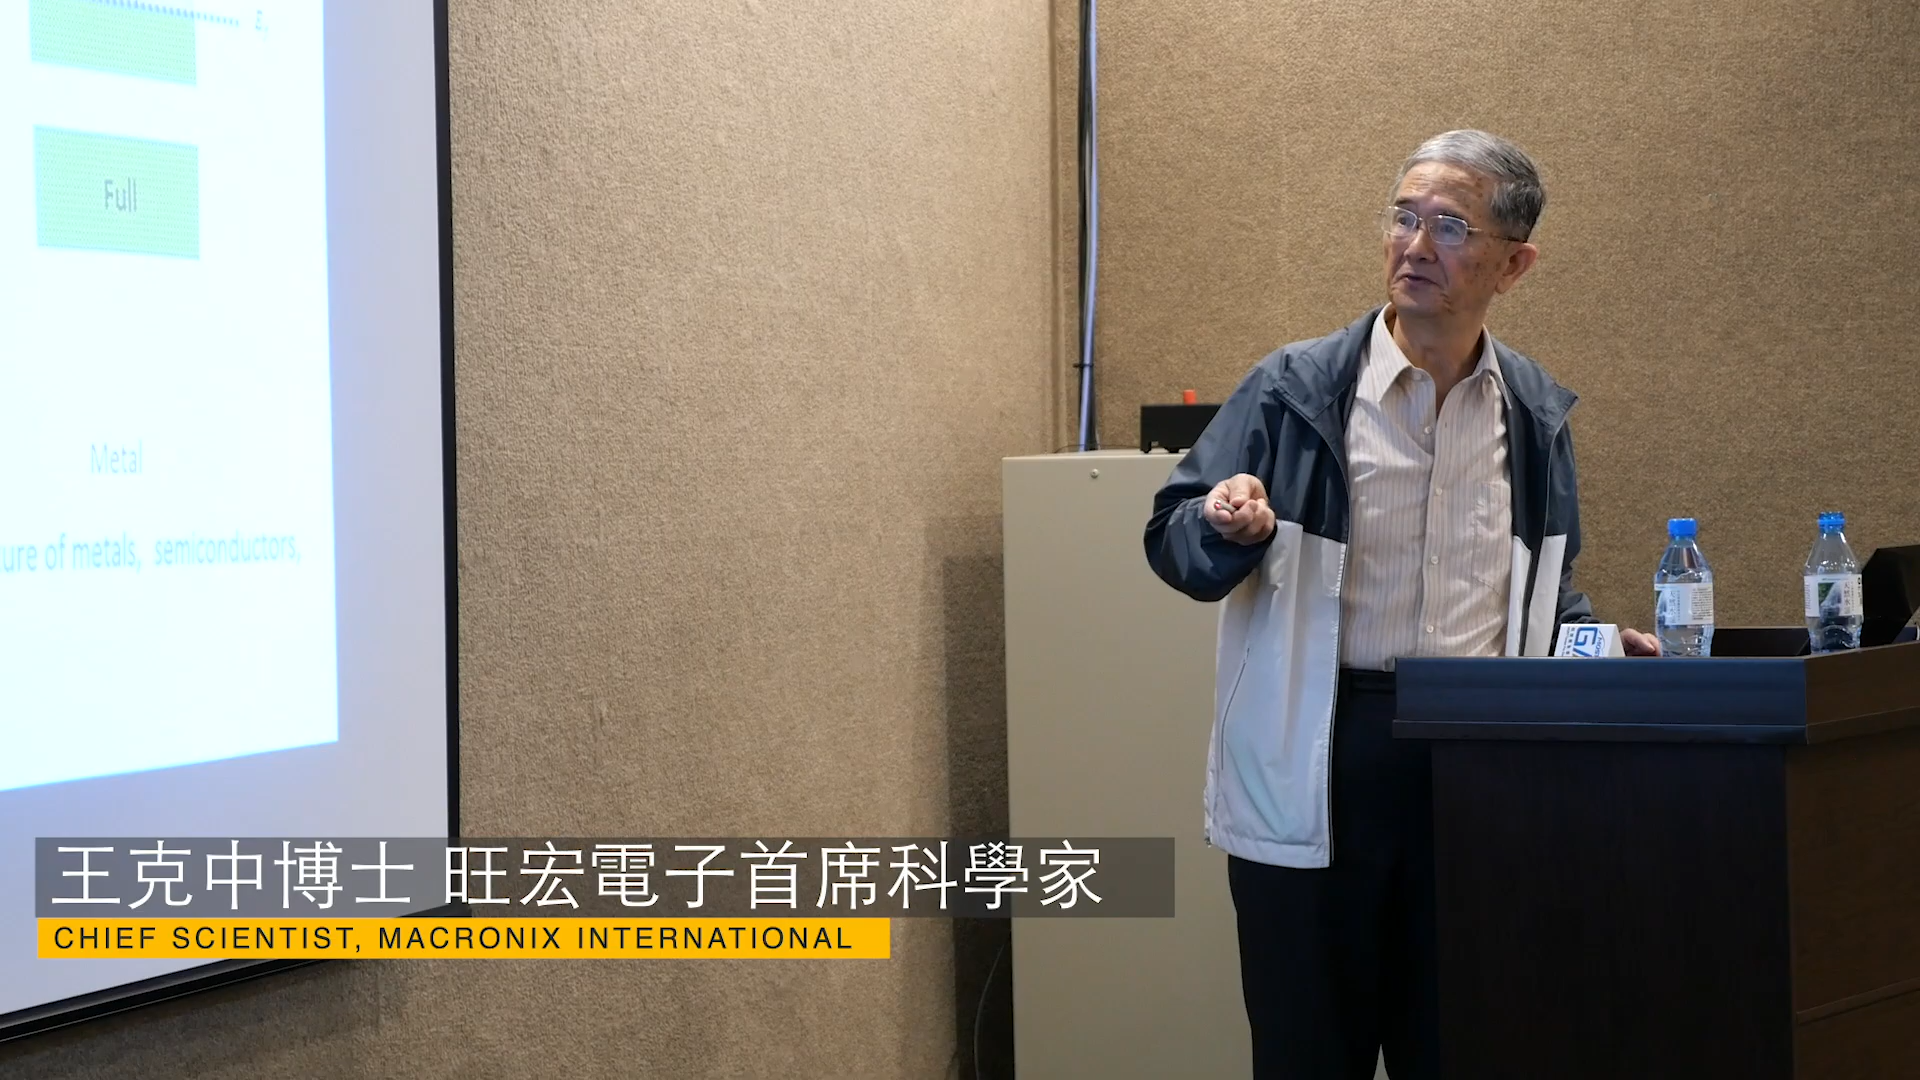 Full
Metal
ure of metals, semiconductors,
王克中博士 旺宏電子首席科學家
CHIEF SCIENTIST, MACRONIX INTERNATIONAL